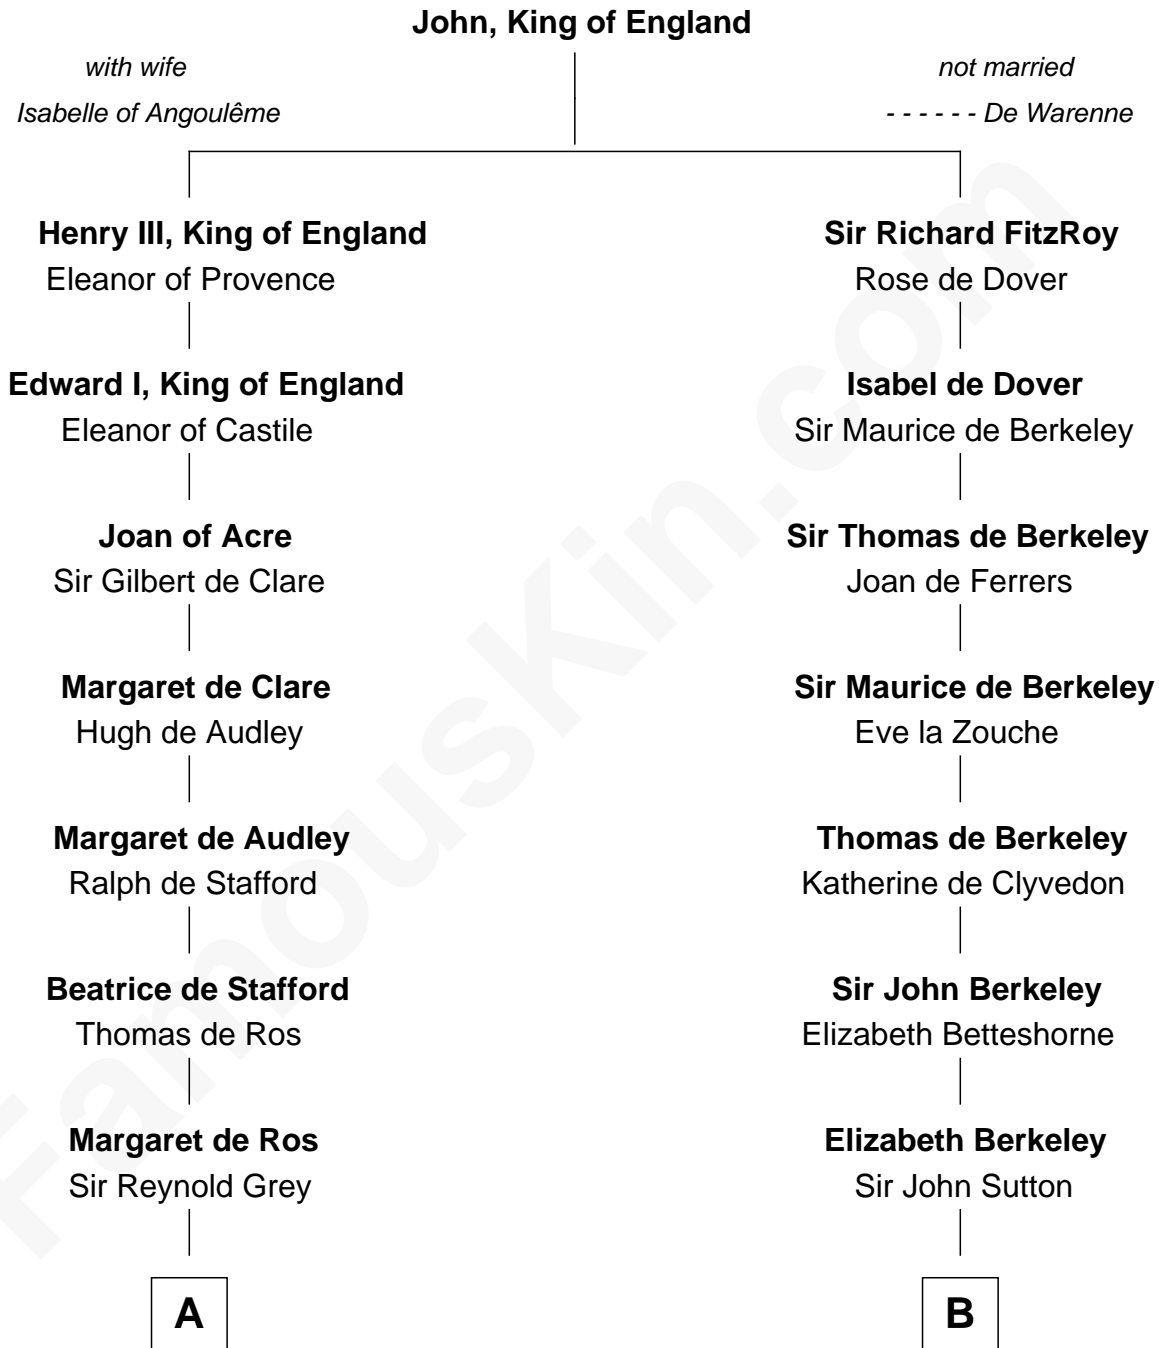 John, King of England
with wife
Isabelle of Angoulême
not married
- - - - - - De Warenne
Henry III, King of England
Eleanor of Provence
Sir Richard FitzRoy
Rose de Dover
Edward I, King of England
Eleanor of Castile
Isabel de Dover
Sir Maurice de Berkeley
Joan of Acre
Sir Gilbert de Clare
Sir Thomas de Berkeley
Joan de Ferrers
Margaret de Clare
Hugh de Audley
Sir Maurice de Berkeley
Eve la Zouche
Margaret de Audley
Ralph de Stafford
Thomas de Berkeley
Katherine de Clyvedon
Beatrice de Stafford
Thomas de Ros
Sir John Berkeley
Elizabeth Betteshorne
Margaret de Ros
Sir Reynold Grey
Elizabeth Berkeley
Sir John Sutton
A
B
FamousKin.com